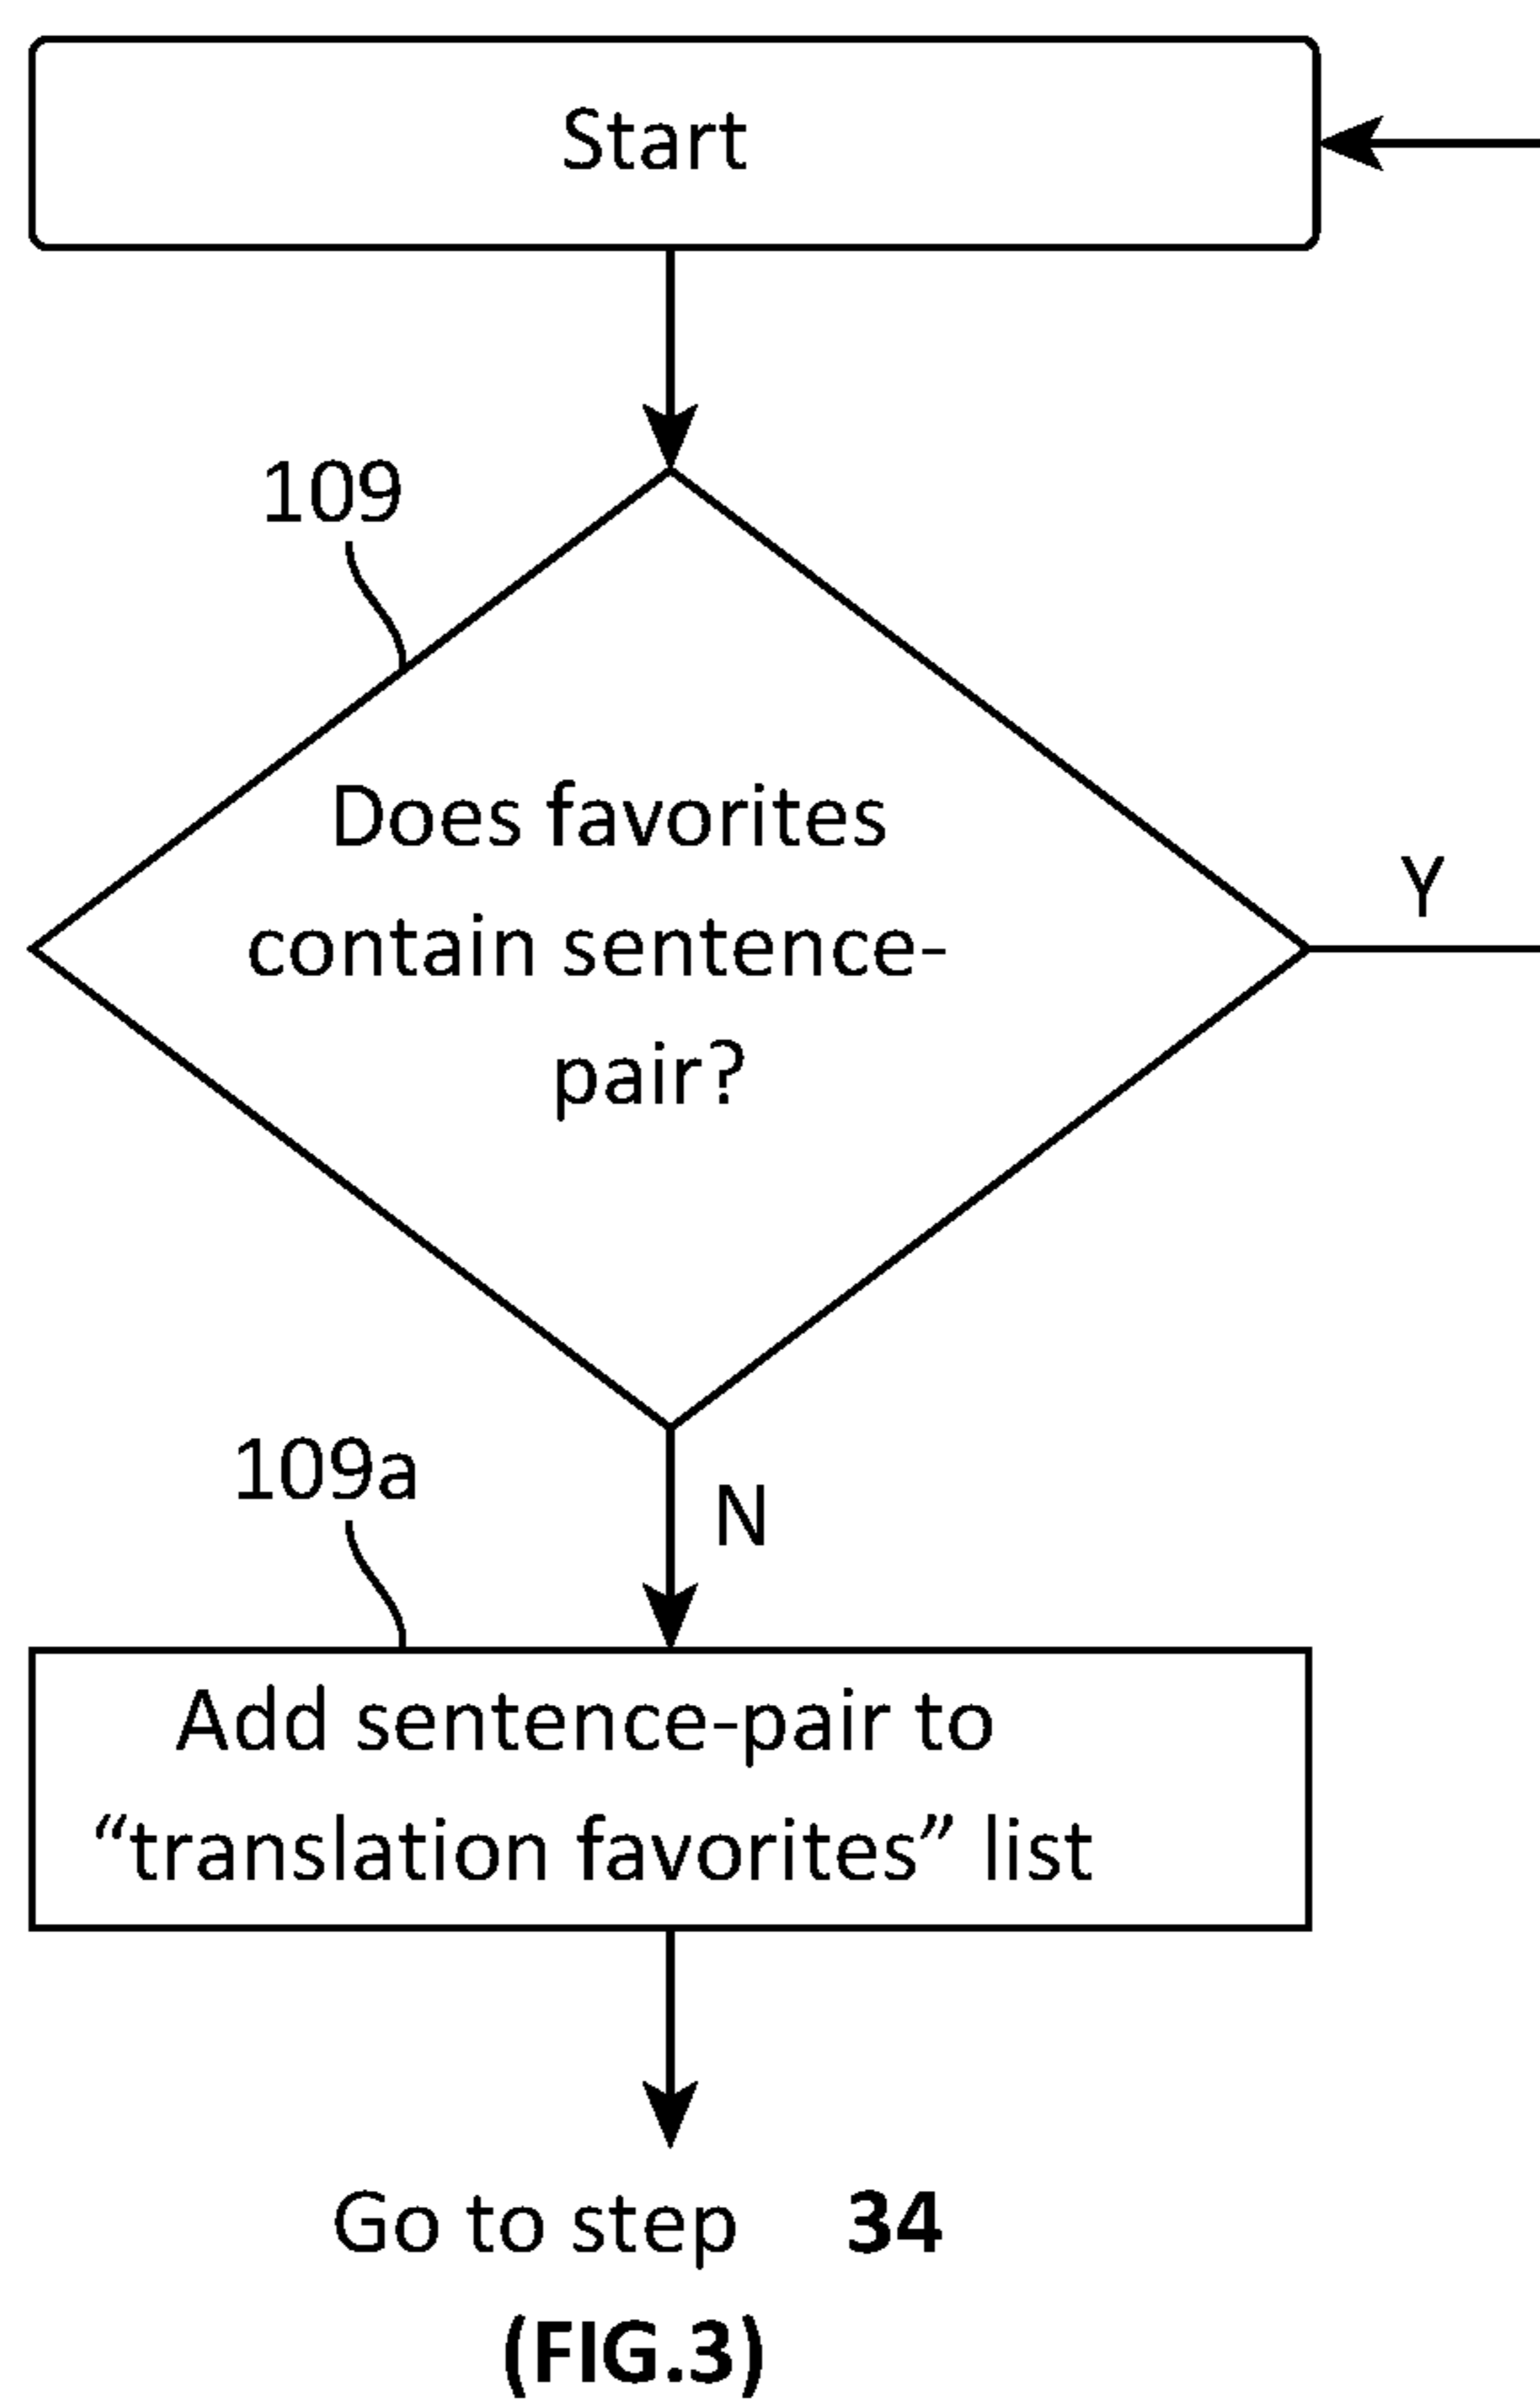 Start
109
Does favorites
contain sentence-
pair?
Y
109a
N
Add sentence-pair to
“translation favorites” list
Go to step 34
(FIG.3)